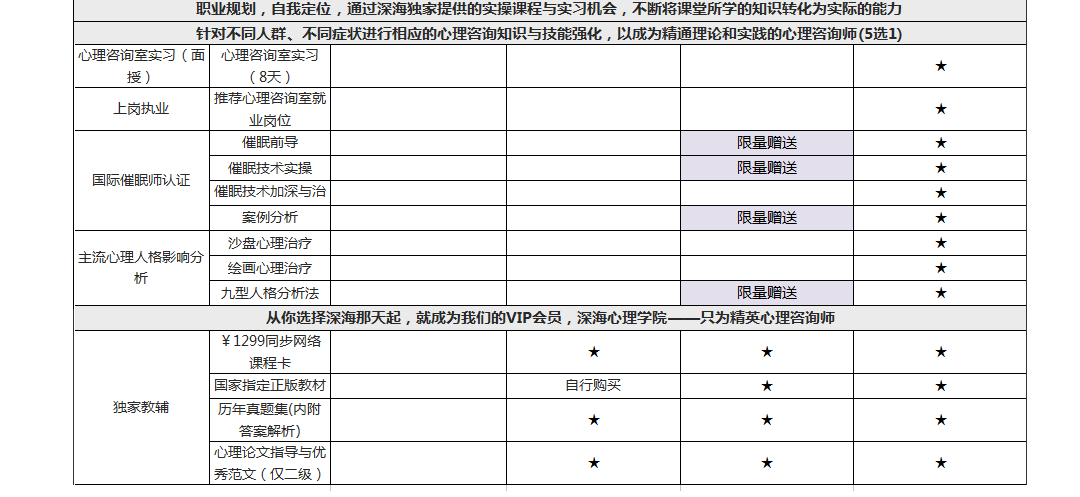 职业规划，自我定位，通过深海独家提供的实操课程与实习机会，不断将课堂所学的知识转化为实际的能力
针对不同人群、不同症状进行相应的心理咨询知识与技能强化，以成为精通理论和实践的心理咨询师(5选1)
心理咨询室实习（面
授）
心理咨询室实习
（8天）
★
上岗执业
推荐心理咨询室就
业岗位
★
国际催眠师认证
催眠前导
限量赠送
★
催眠技术实操
限量赠送
★
催眠技术加深与治
★
案例分析
限量赠送
★
主流心理人格影响分
析
沙盘心理治疗
★
绘画心理治疗
★
九型人格分析法
限量赠送
★
从你选择深海那天起，就成为我们的VIP会员，深海心理学院——只为精英心理咨询师
独家教辅
￥1299同步网络
课程卡
★
★
★
国家指定正版教材
自行购买
★
★
历年真题集(内附
答案解析)
★
★
★
心理论文指导与优
秀范文（仅二级）
★
★
★